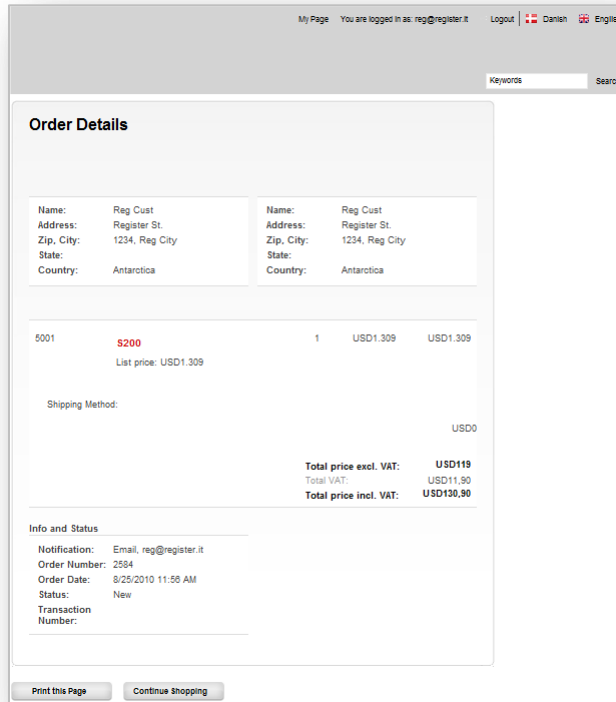 My Page You are logged in as: reg@register.it Logout Danish Englis
Keywords Searc
Order Details
Name: Reg Cust
Address: Register St.
Zip, City: 1234, Reg City
State:
Country: Antarctica
Name: Reg Cust
Address: Register St.
Zip, City: 1234, Reg City
State:
Country: Antarctica
5001 S200 1 USD1.309 USD1.309
List price: USD1.309
Shipping Method:
USD0
Total price excl. VAT: USD119
Total VAT: USD11,90
Total price incl. VAT: USD130,90
Info and Status
Notification: Email, reg@register.it
Order Number: 2584
Order Date: 8/25/2010 11:56 AM
Status: New
Transaction
Number:
Print this Page Continue Shopping